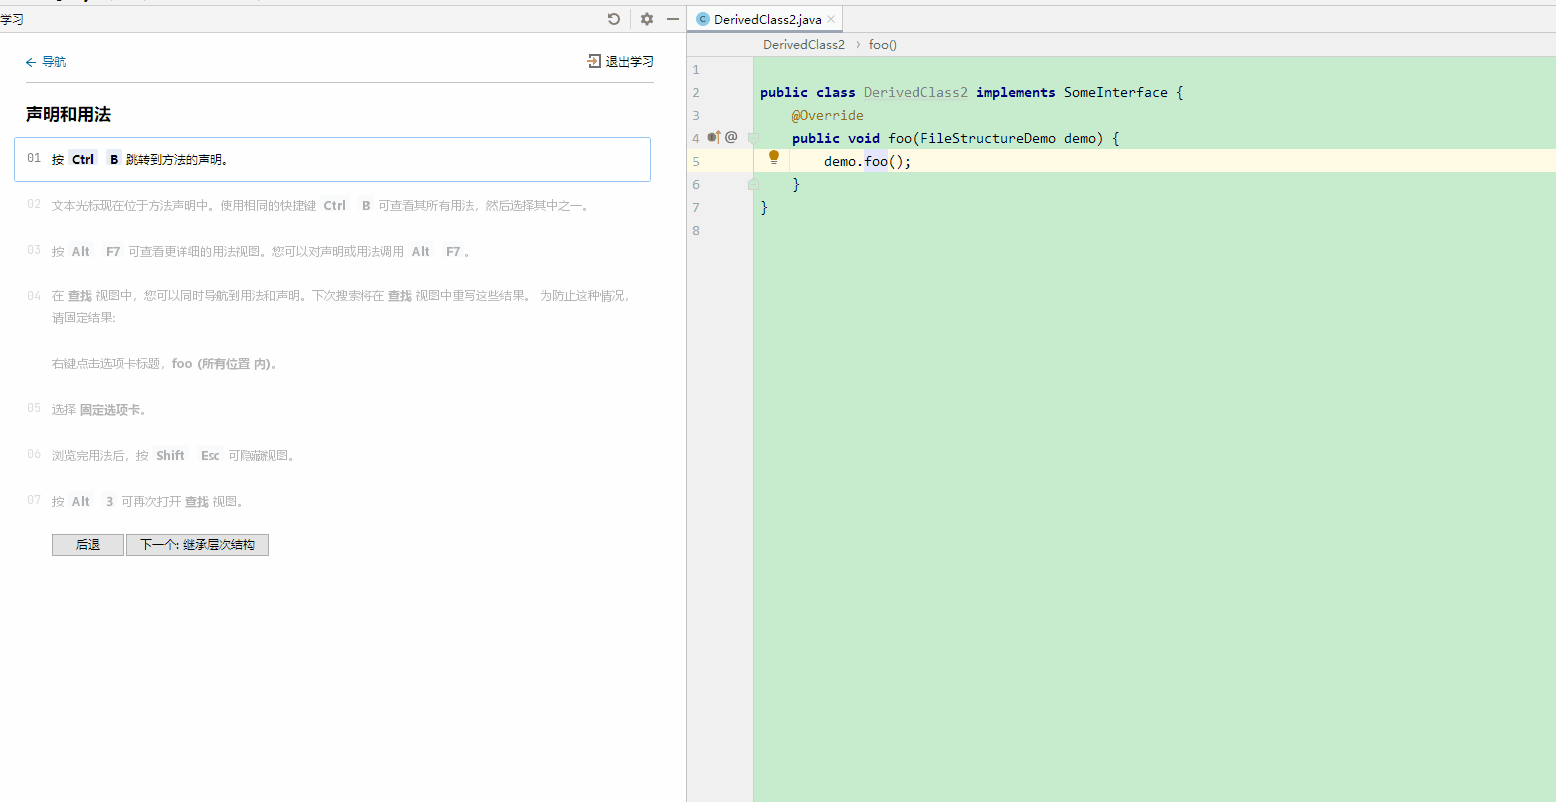 学习
DerivedClass2.java
DerivedClass2 › foo()
导航
退出学习
声明和用法
01 按 Ctrl B 跳转到方法的声明。
02 文本光标现在位于方法声明中。使用相同的快捷键 Ctrl B 可查看其所有用法，然后选择其中之一。
03 按 Alt F7 可查看更详细的用法视图。您可以对声明或用法调用 Alt F7 。
04 在 查找 视图中，您可以同时导航到用法和声明。下次搜索将在 查找 视图中重写这些结果。 为防止这种情况，
请固定结果:
右键点击选项卡标题，foo (所有位置 内)。
05 选择 固定选项卡。
06 浏览完用法后，按 Shift Esc 可隐藏视图。
07 按 Alt 3 可再次打开 查找 视图。
后退 下一个: 继承层次结构
1
2 public class DerivedClass2 implements SomeInterface {
3 @Override
4 @ public void foo(FileStructureDemo demo) {
5 demo.foo();
6 }
7 }
8